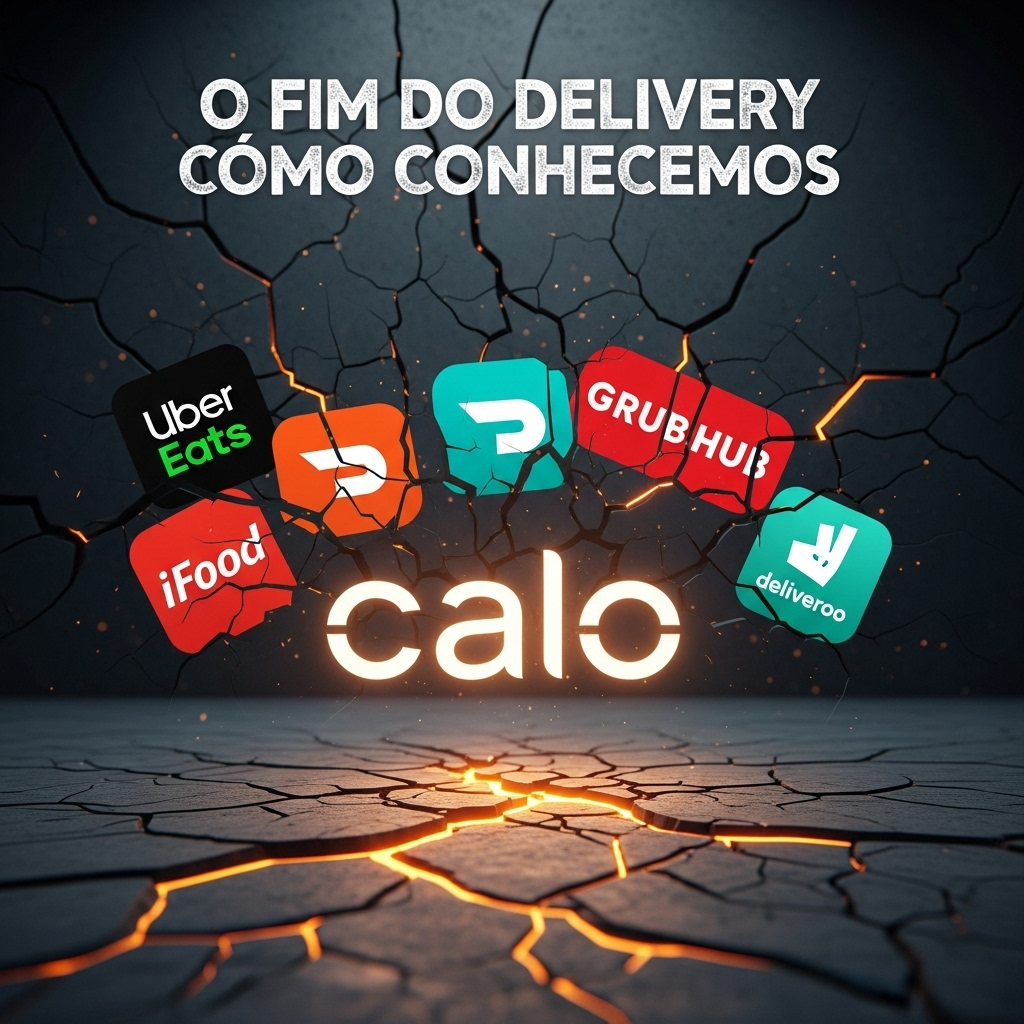 O FIM DO DELIVERY
CÓMO CONHECEMOS
Uber
Eats
GRUBHUB
iFood
deliveroo
calo